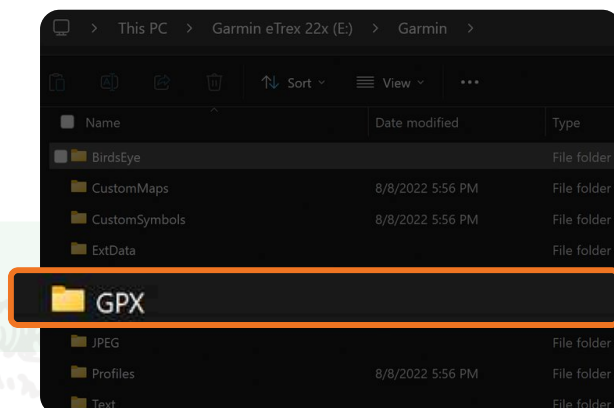 > This PC > Garmin eTrex 22x (E:) > Garmin >
Sort View
Name Date modified Type
BirdsEye File folder
CustomMaps 8/8/2022 5:56 PM File folder
CustomSymbols 8/8/2022 5:56 PM File folder
ExtData File folder
GPX
JPEG File folder
Profiles 8/8/2022 5:56 PM File folder
Text File folder